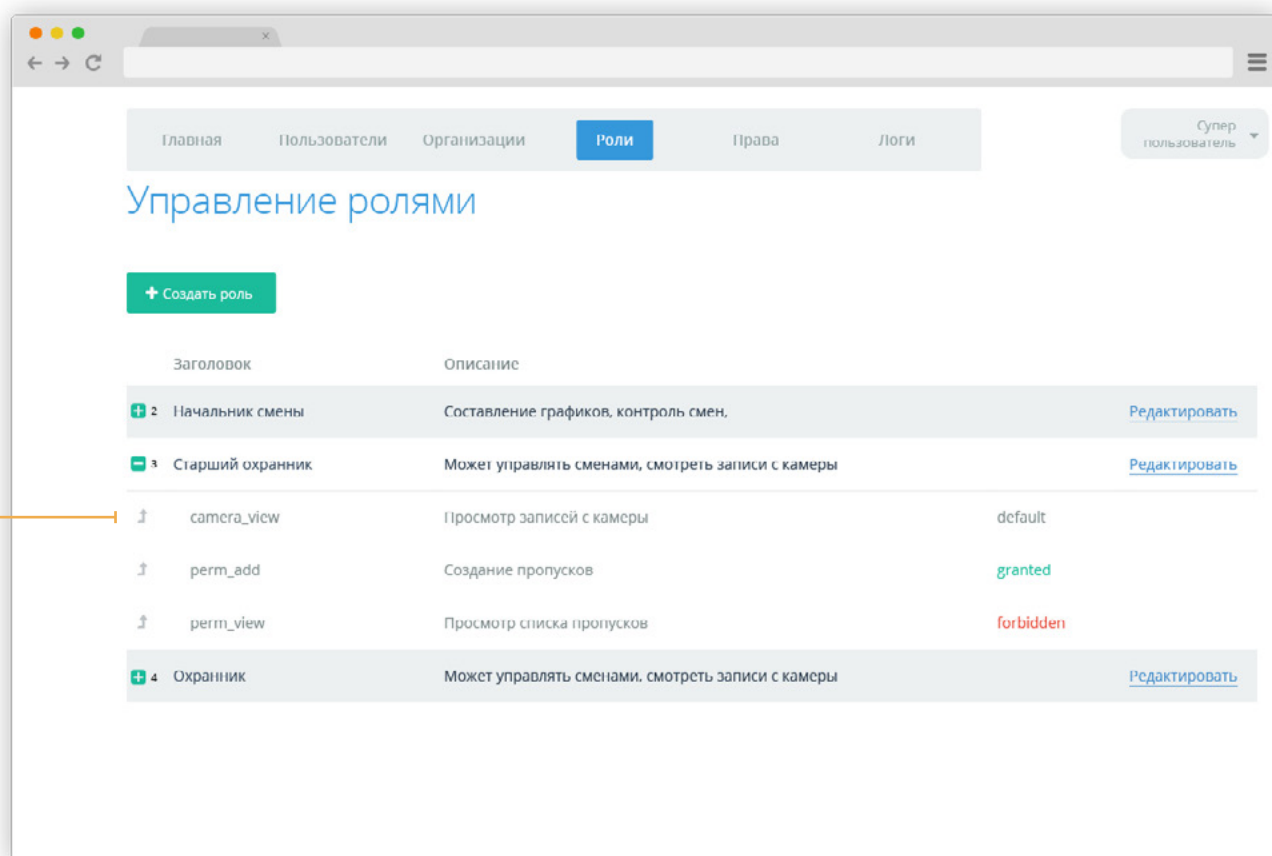 Главная Пользователи Организации Роли Права Логи Супер
пользователь
Управление ролями
Создать роль
Заголовок Описание
2 Начальник смены Составление графиков, контроль смен, Редактировать
3 Старший охранник Может управлять сменами, смотреть записи с камеры Редактировать
camera_view Просмотр записей с камеры default
perm_add Создание пропусков granted
perm_view Просмотр списка пропусков forbidden
4 Охранник Может управлять сменами, смотреть записи с камеры Редактировать